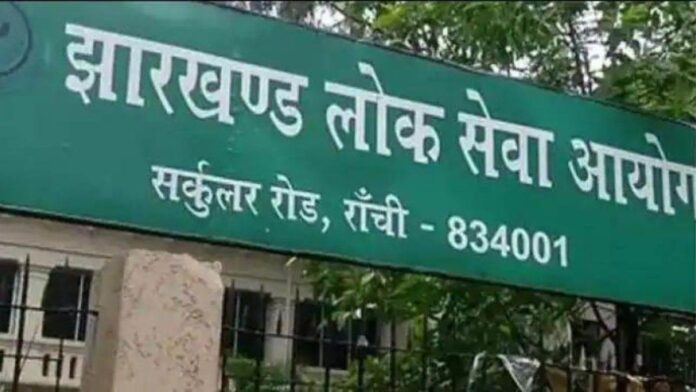 झारखण्ड लोक सेवा आयोग
सर्कुलर रोड, राँची - 834001